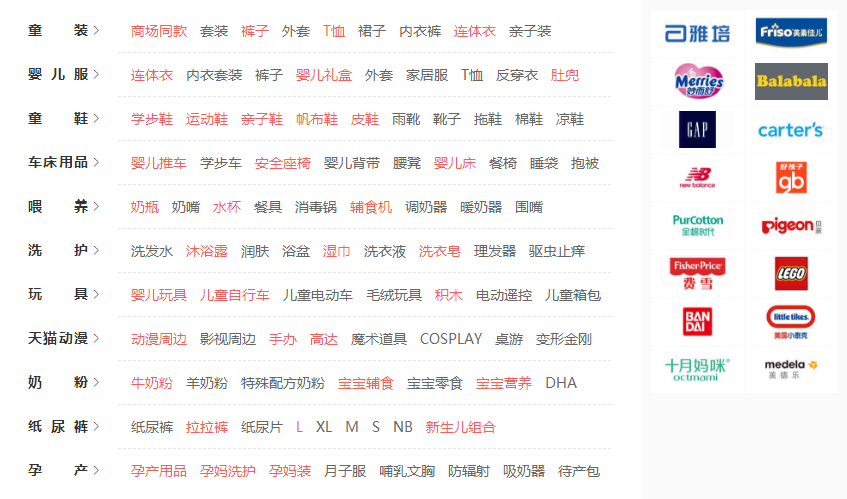 童装 > 商场同款 套装 裤子 外套 T恤 裙子 内衣裤 连体衣 亲子装
婴儿服 > 连体衣 内衣套装 裤子 婴儿礼盒 外套 家居服 T恤 反穿衣 肚兜
童鞋 > 学步鞋 运动鞋 亲子鞋 帆布鞋 皮鞋 雨靴 靴子 拖鞋 棉鞋 凉鞋
车床用品 > 婴儿推车 学步车 安全座椅 婴儿背带 腰凳 婴儿床 餐椅 睡袋 抱被
喂养 > 奶瓶 奶嘴 水杯 餐具 消毒锅 辅食机 调奶器 暖奶器 围嘴
洗护 > 洗发水 沐浴露 润肤 浴盆 湿巾 洗衣液 洗衣皂 理发器 驱虫止痒
玩具 > 婴儿玩具 儿童自行车 儿童电动车 毛绒玩具 积木 电动遥控 儿童箱包
天猫动漫 > 动漫周边 影视周边 手办 高达 魔术道具 COSPLAY 桌游 变形金刚
奶粉 > 牛奶粉 羊奶粉 特殊配方奶粉 宝宝辅食 宝宝零食 宝宝营养 DHA
纸尿裤 > 纸尿裤 拉拉裤 纸尿片 L XL M S NB 新生儿组合
孕产 > 孕产用品 孕妈洗护 孕妈装 月子服 哺乳文胸 防辐射 吸奶器 待产包
雅培
Friso美素佳儿
Merries
妙而舒
Balabala
GAP
carter's
new balance
好孩子
gb
PurCotton
全棉时代
Pigeon 贝亲
Fisher-Price
费雪
LEGO
BAN
DAI
little tikes
美国小泰克
十月妈咪
octmami
medela
美德乐